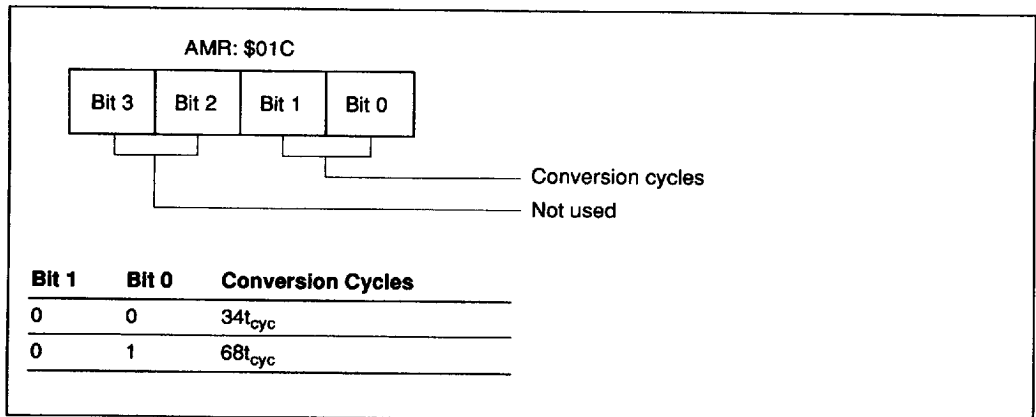 AMR: $01C
Bit 3 Bit 2 Bit 1 Bit 0
Conversion cycles
Not used
Bit 1 Bit 0 Conversion Cycles
0 0 34tcyc
0 1 68tcyc